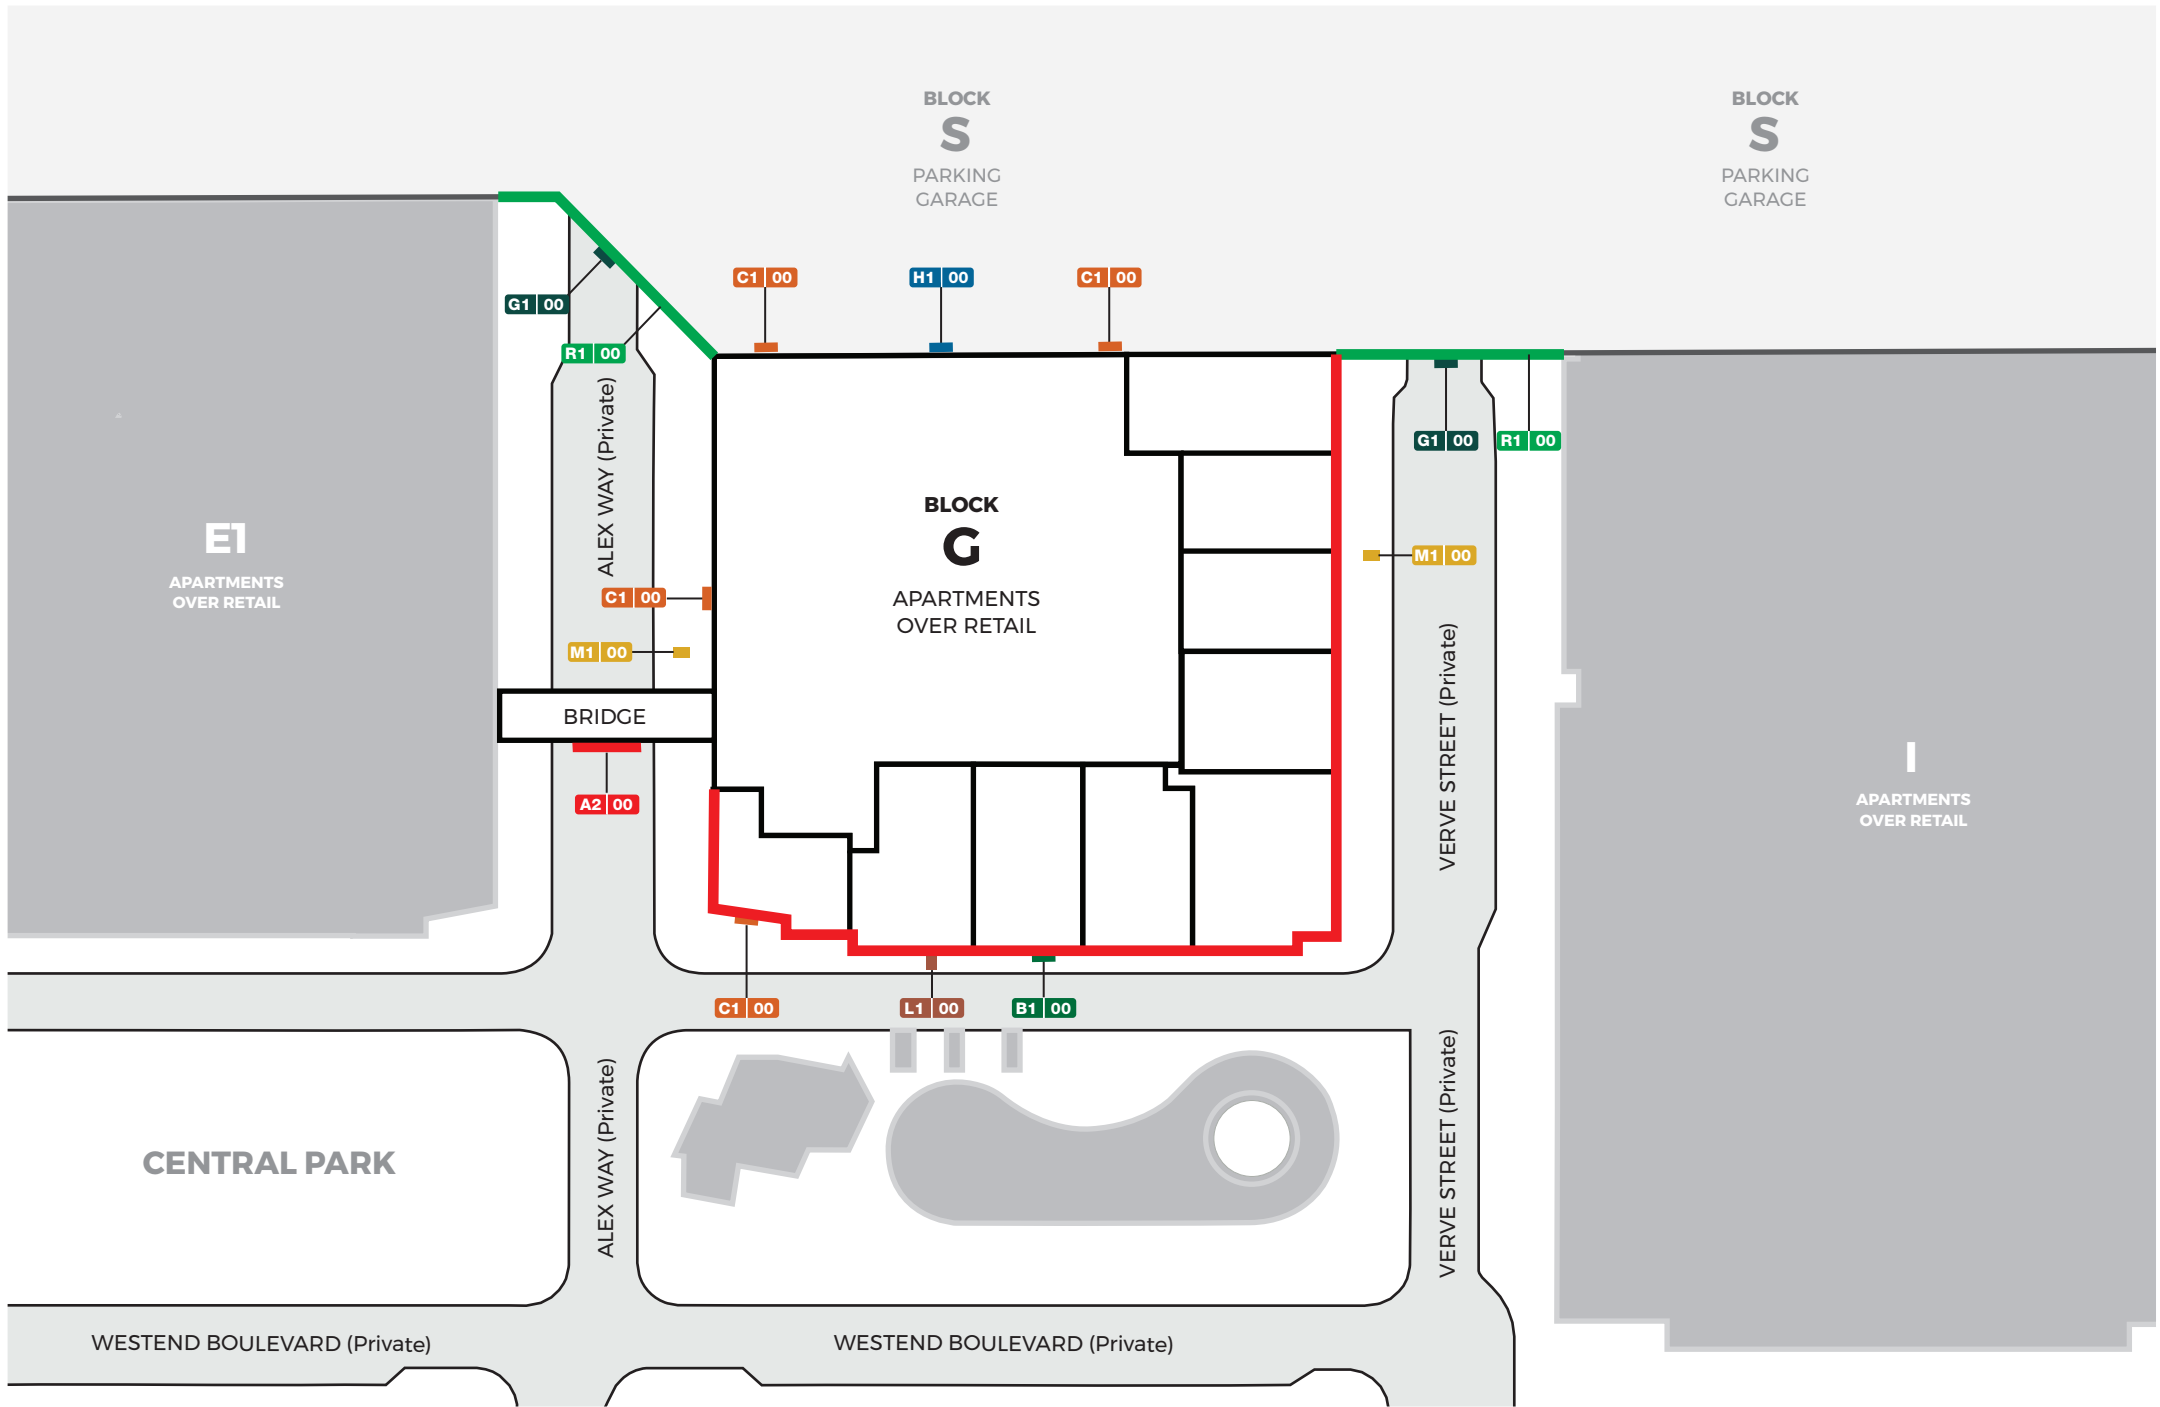 BLOCK
S
PARKING
GARAGE
BLOCK
S
PARKING
GARAGE
C1 00
H1 00
C1 00
G1 00
R1 00
ALEX WAY (Private)
G1 00
R1 00
BLOCK
G
APARTMENTS
OVER RETAIL
E1
APARTMENTS
OVER RETAIL
M1 00
C1 00
M1 00
BRIDGE
A2 00
VERVE STREET (Private)
I
APARTMENTS
OVER RETAIL
C1 00
L1 00
B1 00
CENTRAL PARK
ALEX WAY (Private)
VERVE STREET (Private)
WESTEND BOULEVARD (Private)
WESTEND BOULEVARD (Private)